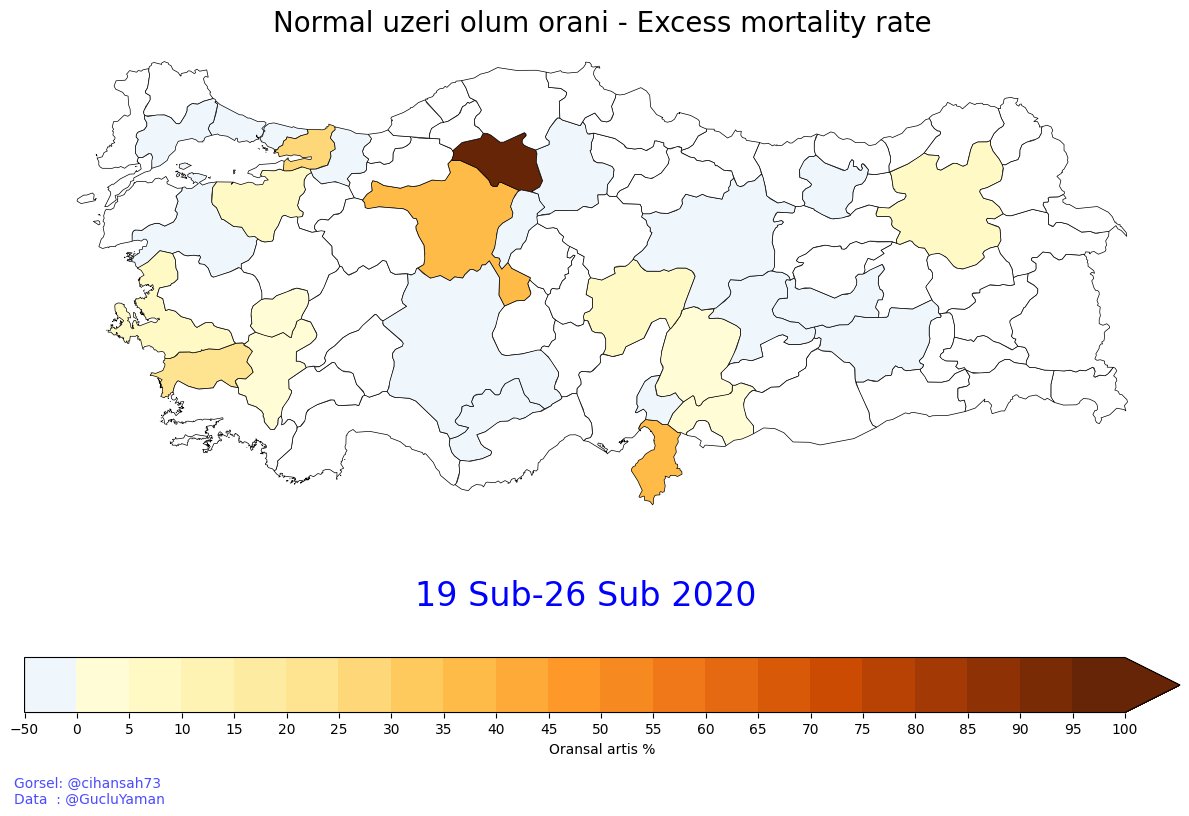 Normal uzeri olum orani - Excess mortality rate
19 Sub-26 Sub 2020
−50 0 5 10 15 20 25 30 35 40 45 50 55 60 65 70 75 80 85 90 95 100
Oransal artis %
Gorsel: @cihansah73
Data  : @GucluYaman